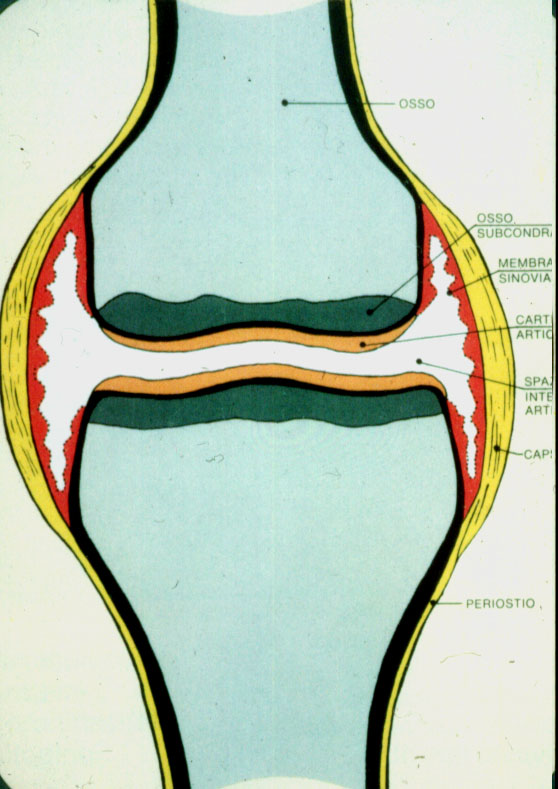 OSSO
OSSO
SUBCONDRA
MEMBRA
SINOVIA
CARTI
ARTIC
SPAZ
INTE
ARTI
CAPS
PERIOSTIO